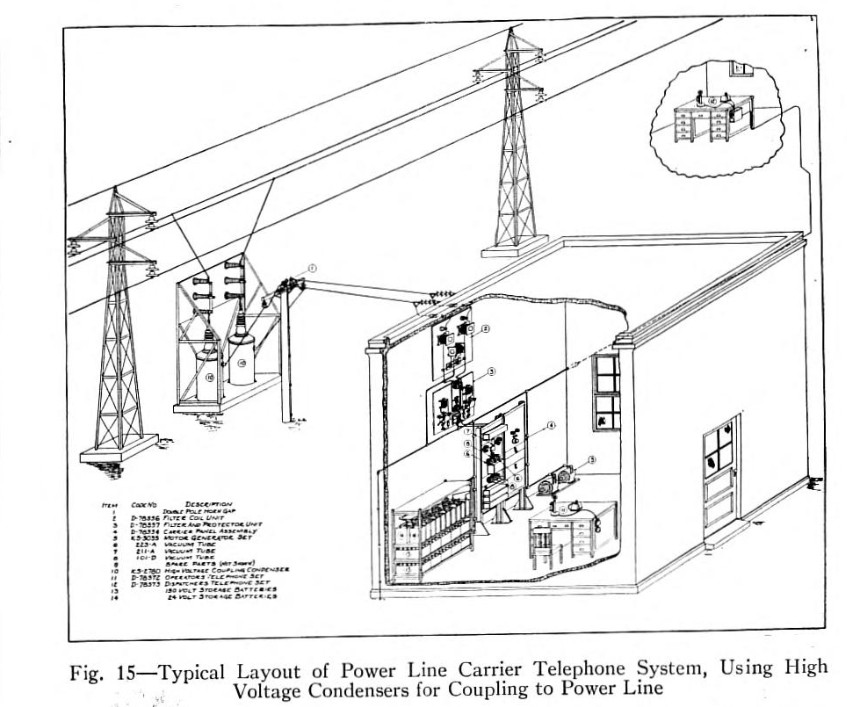 ITEM CODE NO DESCRIPTION
1 DOUBLE POLE HORN GAP
2 D-78336 FILTER COIL UNIT
3 D-78337 FILTER AND PROTECTOR UNIT
4 D-78334 CARRIER PANEL ASSEMBLY
5 KS-3033 MOTOR GENERATOR SET
6 223-A VACUUM TUBE
7 211-A VACUUM TUBE
8 101-D VACUUM TUBE
9 SPARE PARTS (NOT SHOWN)
10 KS-2780 HIGH VOLTAGE COUPLING CONDENSER
11 D-78372 OPERATORS TELEPHONE SET
12 D-78373 DISPATCHERS TELEPHONE SET
13 130 VOLT STORAGE BATTERIES
14 24 VOLT STORAGE BATTERIES
Fig. 15—Typical Layout of Power Line Carrier Telephone System, Using High
Voltage Condensers for Coupling to Power Line